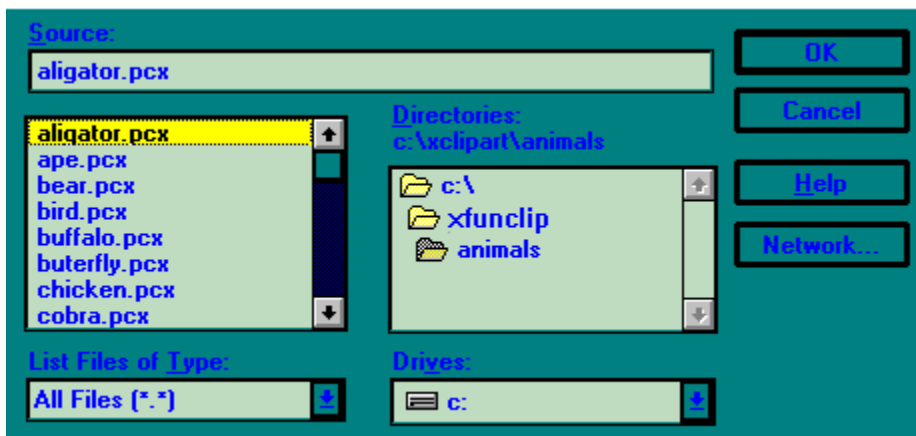 Source:
aligator.pcx
OK
Cancel
aligator.pcx
ape.pcx
bear.pcx
bird.pcx
buffalo.pcx
buterfly.pcx
chicken.pcx
cobra.pcx
Directories:
c:\xclipart\animals
c:\
xfunclip
animals
Help
Network...
List Files of Type:
All Files (*.*)
Drives:
c: